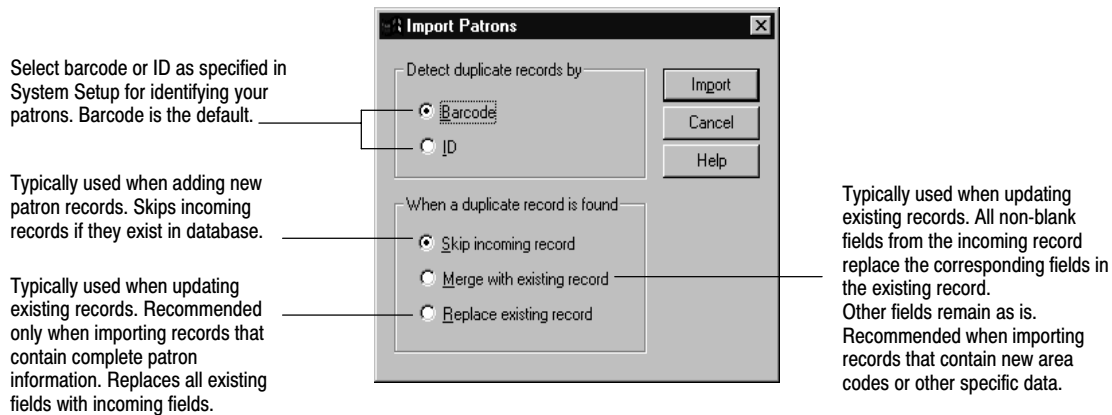 Select barcode or ID as specified in
System Setup for identifying your
patrons. Barcode is the default.
Typically used when adding new
patron records. Skips incoming
records if they exist in database.
Typically used when updating
existing records. Recommended
only when importing records that
contain complete patron
information. Replaces all existing
fields with incoming fields.
Import Patrons
Detect duplicate records by
Barcode
ID
Import
Cancel
Help
When a duplicate record is found
Skip incoming record
Merge with existing record
Replace existing record
Typically used when updating
existing records. All non-blank
fields from the incoming record
replace the corresponding fields in
the existing record.
Other fields remain as is.
Recommended when importing
records that contain new area
codes or other specific data.